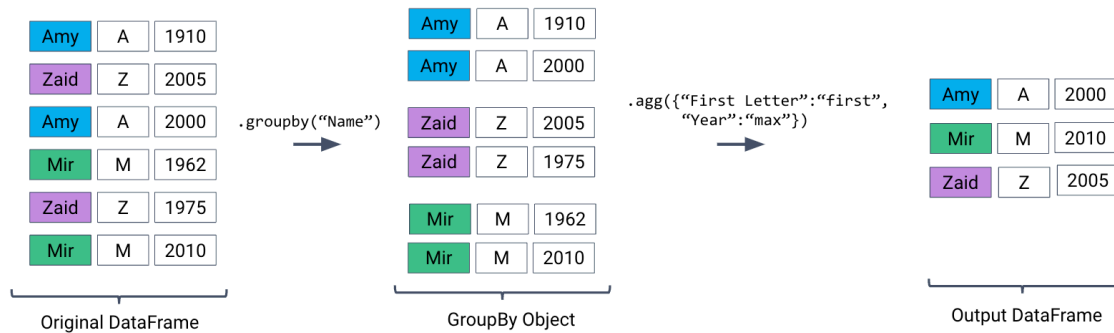 Amy A 1910
Zaid Z 2005
Amy A 2000
Mir M 1962
Zaid Z 1975
Mir M 2010
Original DataFrame
.groupby(“Name”)
Amy A 1910
Amy A 2000
Zaid Z 2005
Zaid Z 1975
Mir M 1962
Mir M 2010
GroupBy Object
.agg({“First Letter”:“first”,
“Year”:“max”})
Amy A 2000
Mir M 2010
Zaid Z 2005
Output DataFrame